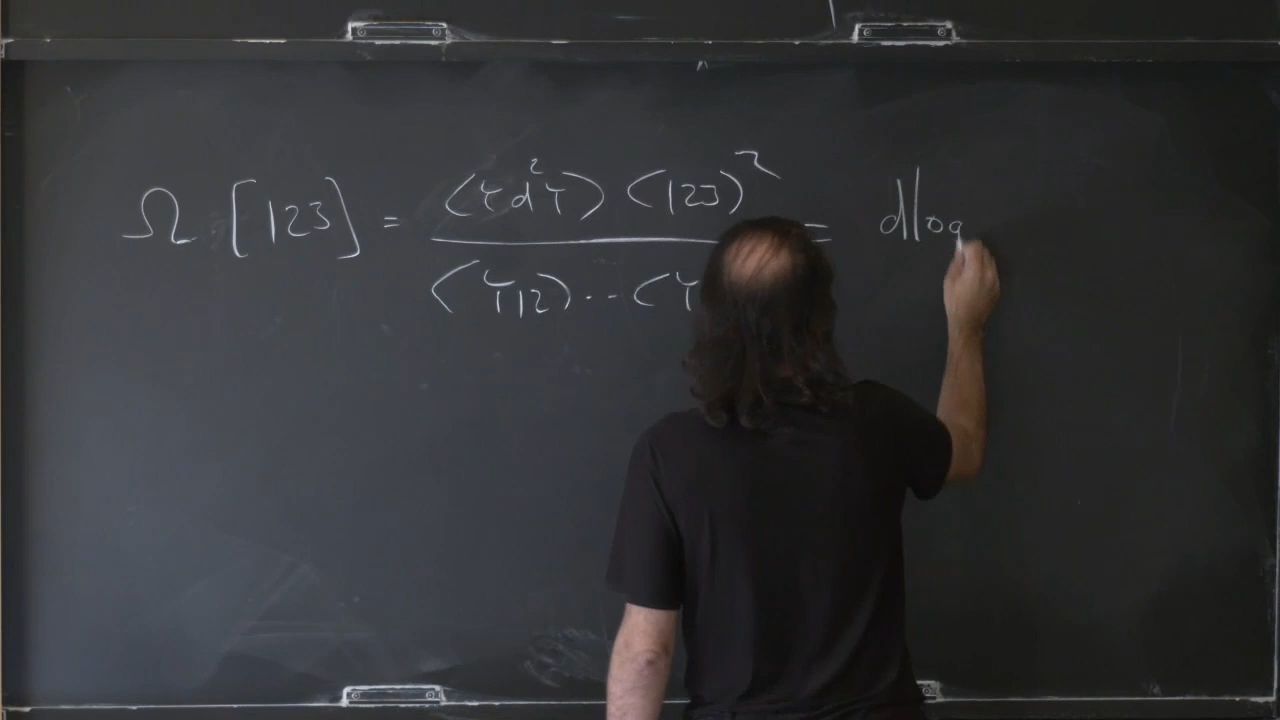 Ω [123] = ⟨Y d²Y⟩ ⟨123⟩² = dlog
⟨Y12⟩ ·· ⟨Y